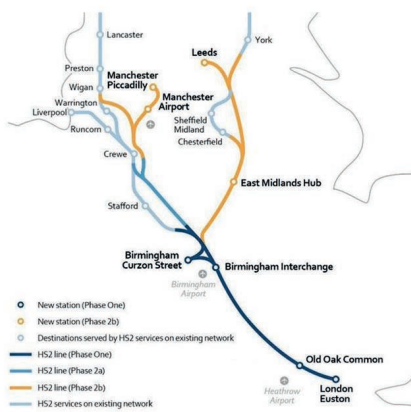 Lancaster
York
Preston
Leeds
Wigan
Manchester
Piccadilly
Warrington
Manchester
Airport
Liverpool
Sheffield
Midland
Runcorn
Chesterfield
Crewe
East Midlands Hub
Stafford
Birmingham
Curzon Street
Birmingham Interchange
Birmingham
Airport
New station (Phase One)
New station (Phase 2b)
Destinations served by HS2 services on existing network
HS2 line (Phase One)
HS2 line (Phase 2a)
HS2 line (Phase 2b)
HS2 services on existing network
Old Oak Common
Heathrow
Airport
London
Euston